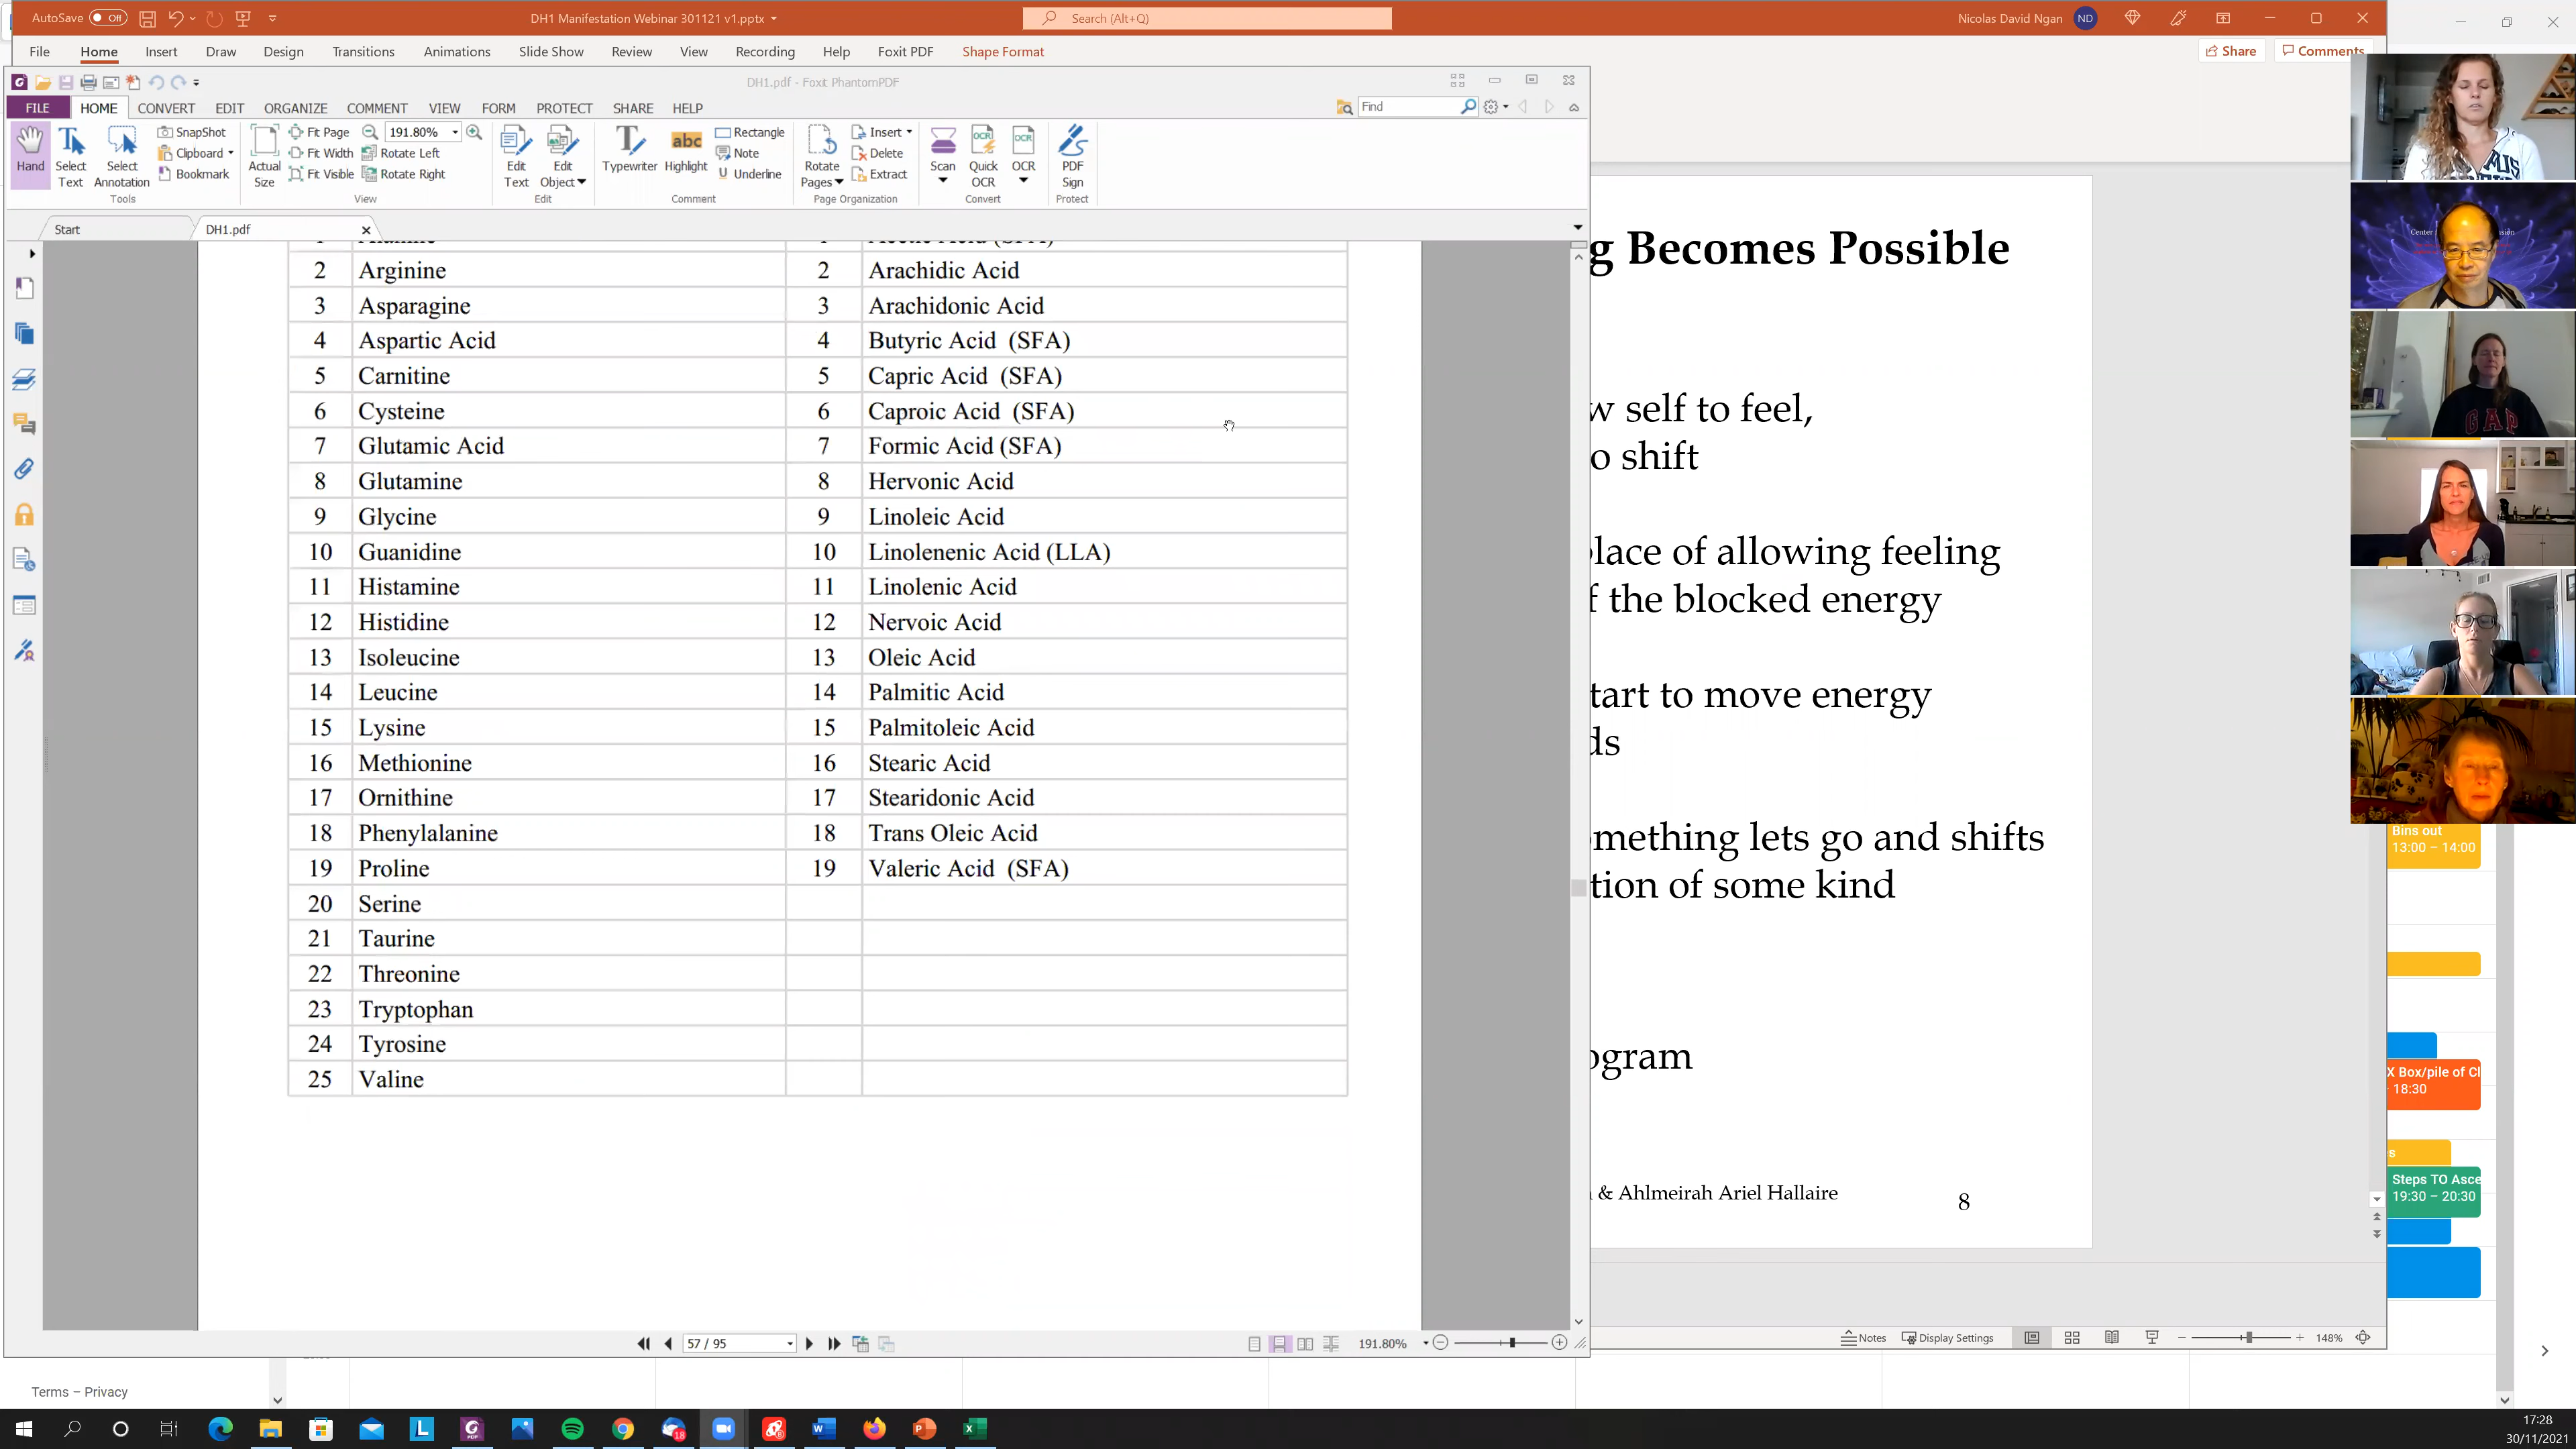 AutoSave Off
DH1 Manifestation Webinar 301121 v1.pptx
Search (Alt+Q)
Nicolas David Ngan ND
File Home Insert Draw Design Transitions Animations Slide Show Review View Recording Help Foxit PDF Shape Format
Share Comments
DH1.pdf - Foxit PhantomPDF
FILE HOME CONVERT EDIT ORGANIZE COMMENT VIEW FORM PROTECT SHARE HELP
Find
Hand
Select Text
Select Annotation
SnapShot
Clipboard
Bookmark
Tools
Actual Size
Fit Page
Fit Width
Fit Visible
191.80%
Rotate Left
Rotate Right
View
Edit Text
Edit Object
Edit
Typewriter
Highlight
Rectangle
Note
Underline
Comment
Rotate Pages
Insert
Delete
Extract
Page Organization
Scan
Quick OCR
OCR
Convert
PDF Sign
Protect
Start
DH1.pdf
2 Arginine 2 Arachidic Acid
3 Asparagine 3 Arachidonic Acid
4 Aspartic Acid 4 Butyric Acid (SFA)
5 Carnitine 5 Capric Acid (SFA)
6 Cysteine 6 Caproic Acid (SFA)
7 Glutamic Acid 7 Formic Acid (SFA)
8 Glutamine 8 Hervonic Acid
9 Glycine 9 Linoleic Acid
10 Guanidine 10 Linolenenic Acid (LLA)
11 Histamine 11 Linolenic Acid
12 Histidine 12 Nervoic Acid
13 Isoleucine 13 Oleic Acid
14 Leucine 14 Palmitic Acid
15 Lysine 15 Palmitoleic Acid
16 Methionine 16 Stearic Acid
17 Ornithine 17 Stearidonic Acid
18 Phenylalanine 18 Trans Oleic Acid
19 Proline 19 Valeric Acid (SFA)
20 Serine
21 Taurine
22 Threonine
23 Tryptophan
24 Tyrosine
25 Valine
57 / 95
191.80%
g Becomes Possible
w self to feel,
o shift
lace of allowing feeling
f the blocked energy
tart to move energy
ds
mething lets go and shifts
tion of some kind
ogram
& Ahlmeirah Ariel Hallaire
8
Notes Display Settings 148%
Center
GAP
Bins out
13:00 – 14:00
X Box/pile of Cl
18:30
s
Steps TO Asce
19:30 – 20:30
Terms – Privacy
18
17:28
30/11/2021